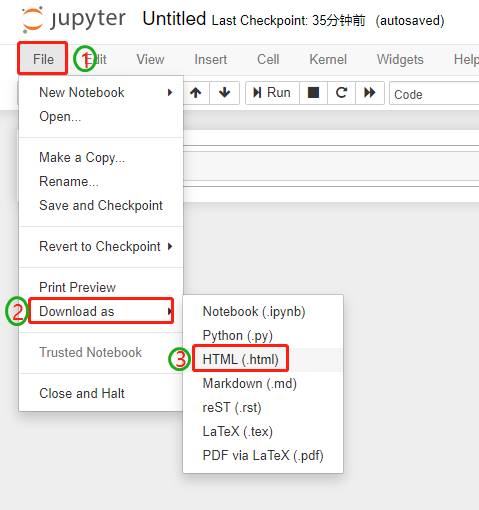 jupyter Untitled Last Checkpoint: 35分钟前 (autosaved)
File 1 Edit View Insert Cell Kernel Widgets Help
New Notebook
Run
Code
Open...
Make a Copy...
Rename...
Save and Checkpoint
Revert to Checkpoint
Print Preview
2 Download as
Notebook (.ipynb)
Python (.py)
3 HTML (.html)
Markdown (.md)
reST (.rst)
LaTeX (.tex)
PDF via LaTeX (.pdf)
Trusted Notebook
Close and Halt